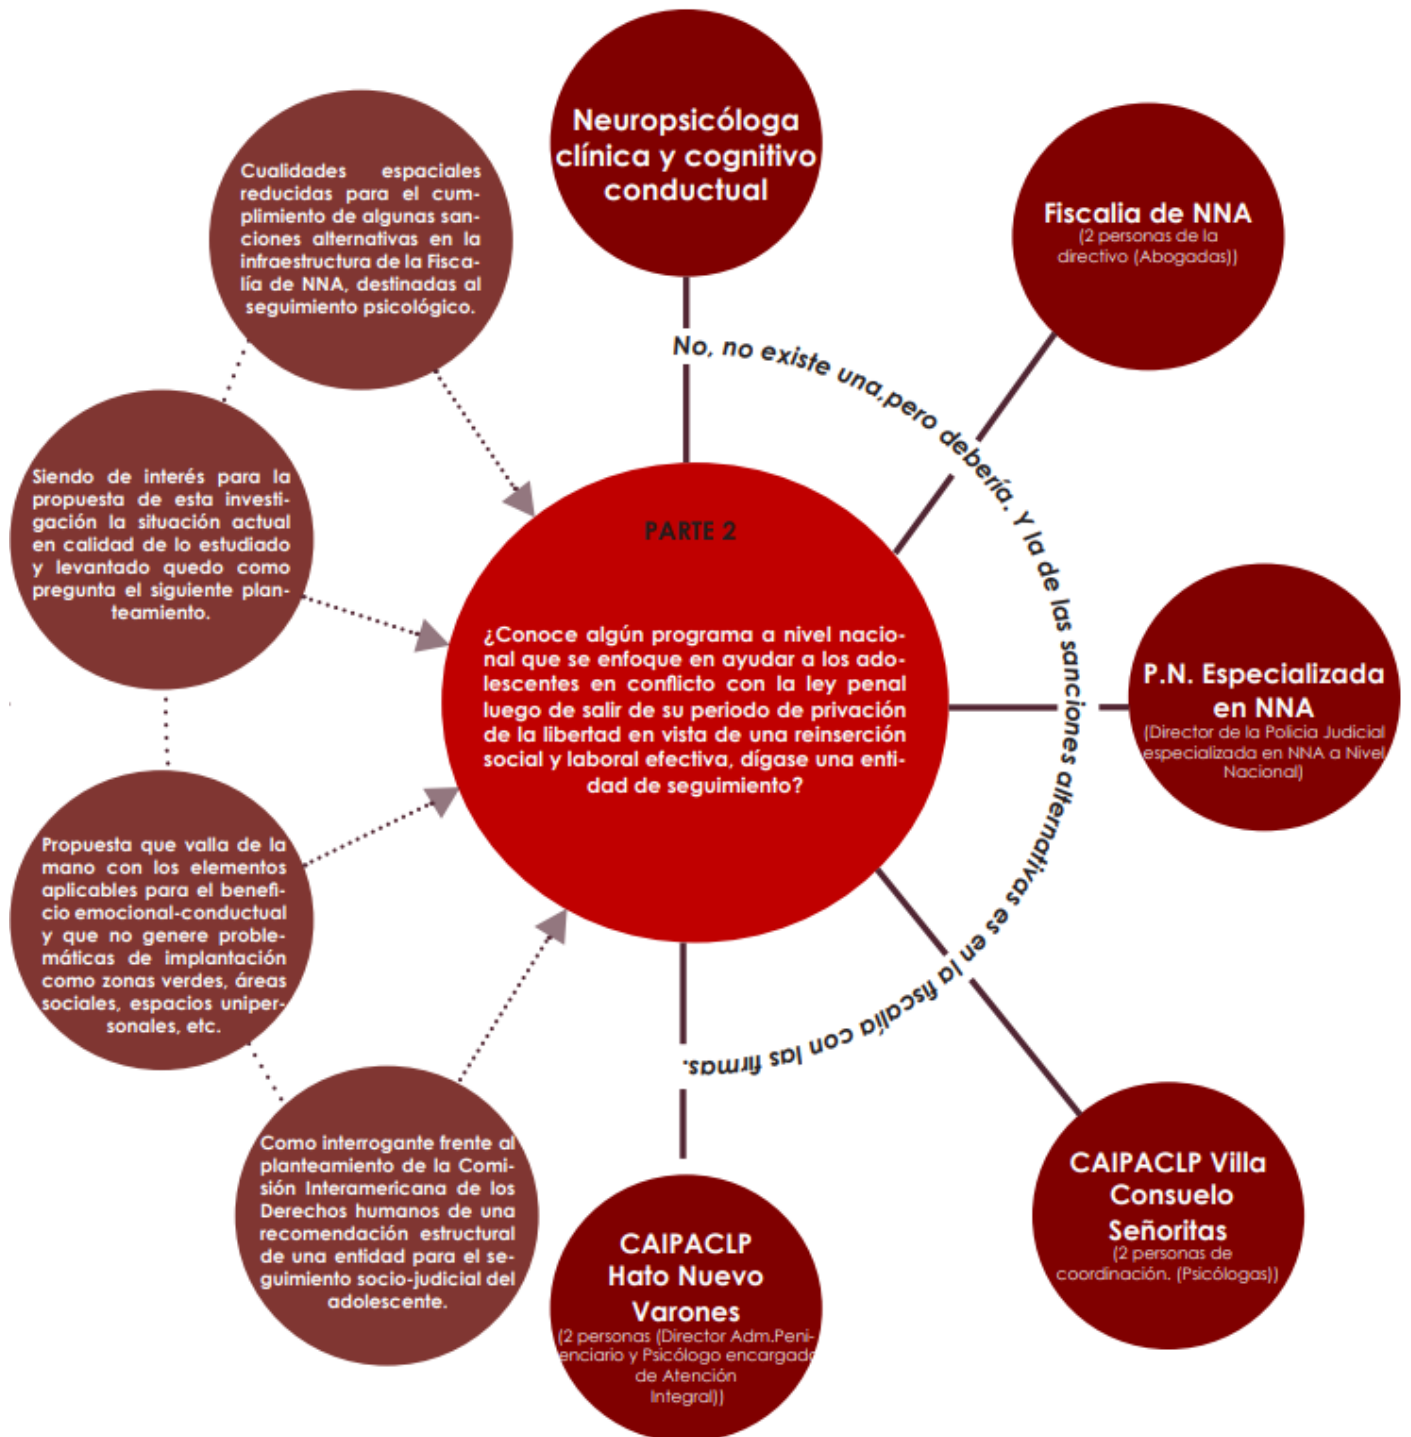 Neuropsicóloga
clínica y cognitivo
conductual
Cualidades espaciales
reducidas para el cum-
plimiento de algunas san-
ciones alternativas en la
infraestructura de la Fisca-
lía de NNA, destinadas al
seguimiento psicológico.
Fiscalia de NNA
(2 personas de la
directivo (Abogadas))
No, no existe una,pero debería. Y la de las sanciones alternativas es en la fiscalía con las firmas.
Siendo de interés para la
propuesta de esta investi-
gación la situación actual
en calidad de lo estudiado
y levantado quedo como
pregunta el siguiente plan-
teamiento.
PARTE 2
¿Conoce algún programa a nivel nacio-
nal que se enfoque en ayudar a los ado-
lescentes en conflicto con la ley penal
luego de salir de su periodo de privación
de la libertad en vista de una reinserción
social y laboral efectiva, dígase una enti-
dad de seguimiento?
P.N. Especializada
en NNA
(Director de la Policia Judicial
especializada en NNA a Nivel
Nacional)
Propuesta que valla de la
mano con los elementos
aplicables para el benefi-
cio emocional-conductual
y que no genere proble-
máticas de implantación
como zonas verdes, áreas
sociales, espacios uniper-
sonales, etc.
Como interrogante frente al
planteamiento de la Comi-
sión Interamericana de los
Derechos humanos de una
recomendación estructural
de una entidad para el se-
guimiento socio-judicial del
adolescente.
CAIPACLP Villa
Consuelo
Señoritas
(2 personas de
coordinación. (Psicólogas))
CAIPACLP
Hato Nuevo
Varones
(2 personas (Director Adm.Peni-
enciario y Psicólogo encargado
de Atención
Integral))